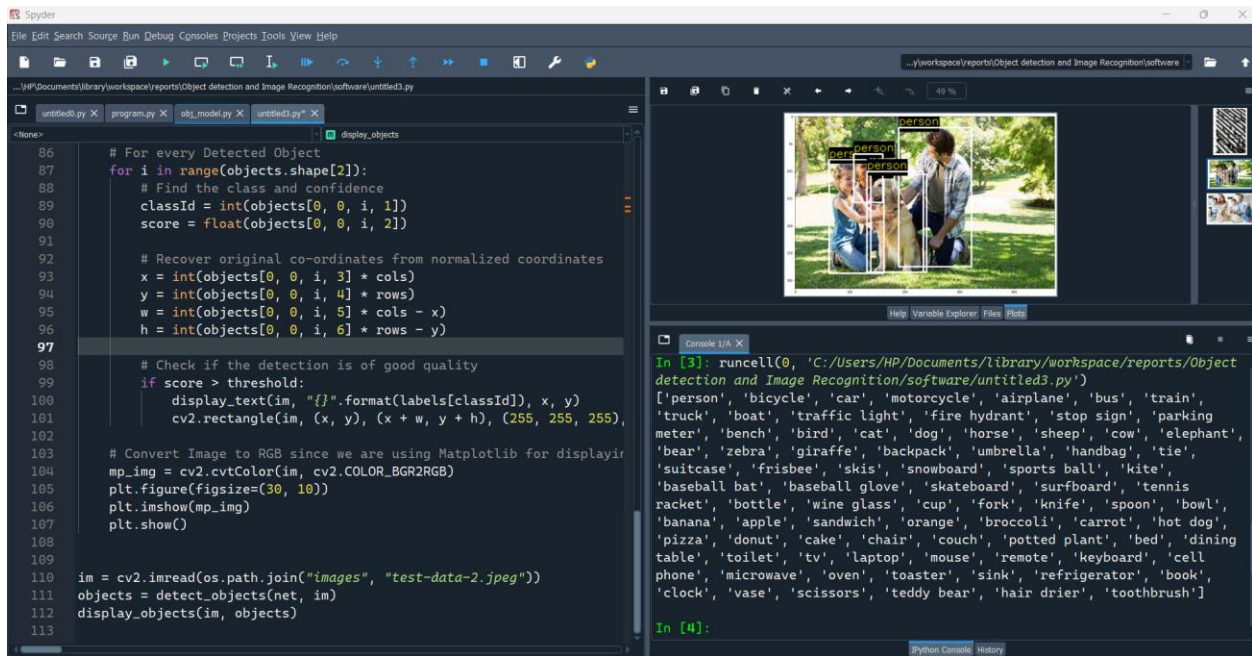 Spyder
File Edit Search Source Run Debug Consoles Projects Tools View Help
...y\workspace\reports\Object detection and Image Recognition\software
...\HP\Documents\library\workspace\reports\Object detection and Image Recognition\software\untitled3.py
untitled0.py X program.py X obj_model.py X untitled3.py* X
<None> display_objects
86 # For every Detected Object
87 for i in range(objects.shape[2]):
88 # Find the class and confidence
89 classId = int(objects[0, 0, i, 1])
90 score = float(objects[0, 0, i, 2])
91
92 # Recover original co-ordinates from normalized coordinates
93 x = int(objects[0, 0, i, 3] * cols)
94 y = int(objects[0, 0, i, 4] * rows)
95 w = int(objects[0, 0, i, 5] * cols - x)
96 h = int(objects[0, 0, i, 6] * rows - y)
97
98 # Check if the detection is of good quality
99 if score > threshold:
100 display_text(im, "{}".format(labels[classId]), x, y)
101 cv2.rectangle(im, (x, y), (x + w, y + h), (255, 255, 255),
102
103 # Convert Image to RGB since we are using Matplotlib for displayin
104 mp_img = cv2.cvtColor(im, cv2.COLOR_BGR2RGB)
105 plt.figure(figsize=(30, 10))
106 plt.imshow(mp_img)
107 plt.show()
108
109
110 im = cv2.imread(os.path.join("images", "test-data-2.jpeg"))
111 objects = detect_objects(net, im)
112 display_objects(im, objects)
113
49 %
person
person
pers
person
Help Variable Explorer Files Plots
Console 1/A X
In [3]: runcell(0, 'C:/Users/HP/Documents/library/workspace/reports/Object
detection and Image Recognition/software/untitled3.py')
['person', 'bicycle', 'car', 'motorcycle', 'airplane', 'bus', 'train',
'truck', 'boat', 'traffic light', 'fire hydrant', 'stop sign', 'parking
meter', 'bench', 'bird', 'cat', 'dog', 'horse', 'sheep', 'cow', 'elephant',
'bear', 'zebra', 'giraffe', 'backpack', 'umbrella', 'handbag', 'tie',
'suitcase', 'frisbee', 'skis', 'snowboard', 'sports ball', 'kite',
'baseball bat', 'baseball glove', 'skateboard', 'surfboard', 'tennis
racket', 'bottle', 'wine glass', 'cup', 'fork', 'knife', 'spoon', 'bowl',
'banana', 'apple', 'sandwich', 'orange', 'broccoli', 'carrot', 'hot dog',
'pizza', 'donut', 'cake', 'chair', 'couch', 'potted plant', 'bed', 'dining
table', 'toilet', 'tv', 'laptop', 'mouse', 'remote', 'keyboard', 'cell
phone', 'microwave', 'oven', 'toaster', 'sink', 'refrigerator', 'book',
'clock', 'vase', 'scissors', 'teddy bear', 'hair drier', 'toothbrush']
In [4]:
IPython Console History